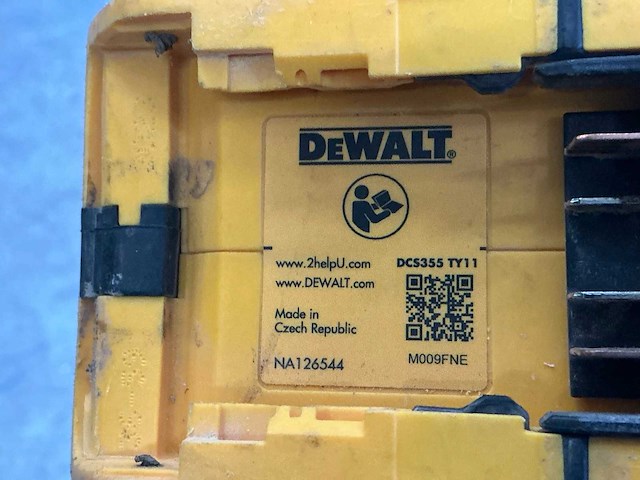 DEWALT®
www.2helpU.com
DCS355 TY11
www.DEWALT.com
Made in
Czech Republic
NA126544
M009FNE